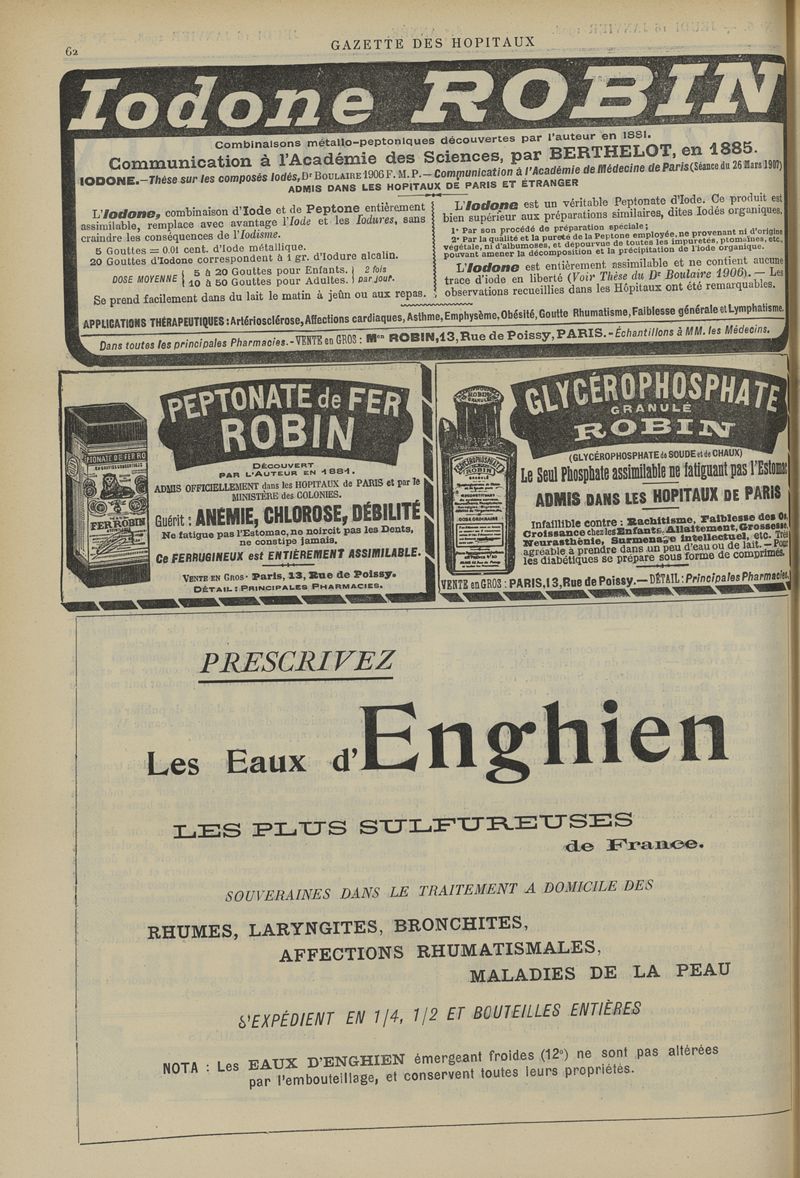 62
GAZETTE DES HOPITAUX
Iodone ROBIN
Combinaisons métallo-peptoniques découvertes par l'auteur en 1881.
Communication à l'Académie des Sciences, par BERTHELOT, en 1885.
IODONE.—Thèse sur les composés Iodés, Dr BOULAIRE 1906 F. M. P.—Communication à l'Académie de Médecine de Paris (Séance du 26 Mars 1907)
ADMIS DANS LES HOPITAUX DE PARIS ET ÉTRANGER
L'Iodone, combinaison d'Iode et de Peptone entièrement
assimilable, remplace avec avantage l'Iode et les Iodures, sans
craindre les conséquences de l'Iodisme.
5 Gouttes = 0.01 cent. d'Iode métallique.
20 Gouttes d'Iodone correspondent à 1 gr. d'Iodure alcalin.
DOSE MOYENNE { 5 à 20 Gouttes pour Enfants. } 2 fois
{ 10 à 50 Gouttes pour Adultes. } par jour.
Se prend facilement dans du lait le matin à jeûn ou aux repas.
L'Iodone est un véritable Peptonate d'Iode. Ce produit est
bien supérieur aux préparations similaires, dites Iodés organiques.
1° Par son procédé de préparation spéciale;
2° Par la qualité et la pureté de la Peptone employée, ne provenant ni d'origine
végétale, ni d'albumoses, et dépourvue de toutes les impuretés, ptomaïnes, etc.,
pouvant amener la décomposition et la précipitation de l'Iode organique.
L'Iodone est entièrement assimilable et ne contient aucune
trace d'iode en liberté (Voir Thèse du Dr Boulaire 1906). — Les
observations recueillies dans les Hôpitaux ont été remarquables.
APPLICATIONS THÉRAPEUTIQUES: Artériosclérose, Affections cardiaques, Asthme, Emphysème, Obésité, Goutte Rhumatisme, Faiblesse générale et Lymphatisme.
Dans toutes les principales Pharmacies.-VENTE en GROS: Mon ROBIN, 13, Rue de Poissy, PARIS.-Échantillons à MM. les Médecins.
PEPTONATE de FER
ROBIN
DÉCOUVERT
PAR L'AUTEUR EN 1881.
ADMIS OFFICIELLEMENT dans les HOPITAUX de PARIS et par le
MINISTÈRE des COLONIES.
Guérit: ANÉMIE, CHLOROSE, DÉBILITÉ
Ne fatigue pas l'Estomac, ne noircit pas les Dents,
ne constipe jamais.
Ce FERRUGINEUX est ENTIÈREMENT ASSIMILABLE.
VENTE EN GROS: Paris, 13, Rue de Poissy.
DÉTAIL: PRINCIPALES PHARMACIES.
FER ROBIN
GLYCÉROPHOSPHATE
GRANULÉ
ROBIN
(GLYCÉROPHOSPHATE de SOUDE et de CHAUX)
Le Seul Phosphate assimilable ne fatiguant pas l'Estomac
ADMIS DANS LES HOPITAUX DE PARIS
Infaillible contre: Rachitisme, Faiblesse des Os,
Croissance chez les Enfants, Allaitement, Grossesse,
Neurasthénie, Surmenage intellectuel, etc. Très
agréable à prendre dans un peu d'eau ou de lait. — Pour
les diabétiques se prépare sous forme de comprimés.
VENTE en GROS: PARIS, 13, Rue de Poissy.—DÉTAIL: Principales Pharmacies.
PRESCRIVEZ
Les Eaux d'Enghien
LES PLUS SULFUREUSES
de France.
SOUVERAINES DANS LE TRAITEMENT A DOMICILE DES
RHUMES, LARYNGITES, BRONCHITES,
AFFECTIONS RHUMATISMALES,
MALADIES DE LA PEAU
S'EXPÉDIENT EN 1/4, 1/2 ET BOUTEILLES ENTIÈRES
NOTA : Les EAUX D'ENGHIEN émergeant froides (12°) ne sont pas altérées
par l'embouteillage, et conservent toutes leurs propriétés.